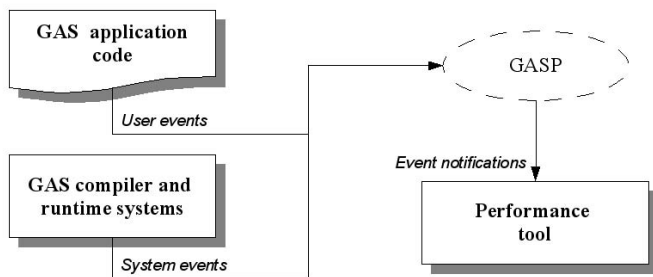 GAS application
code
User events
GAS compiler and
runtime systems
System events
GASP
Event notifications
Performance
tool